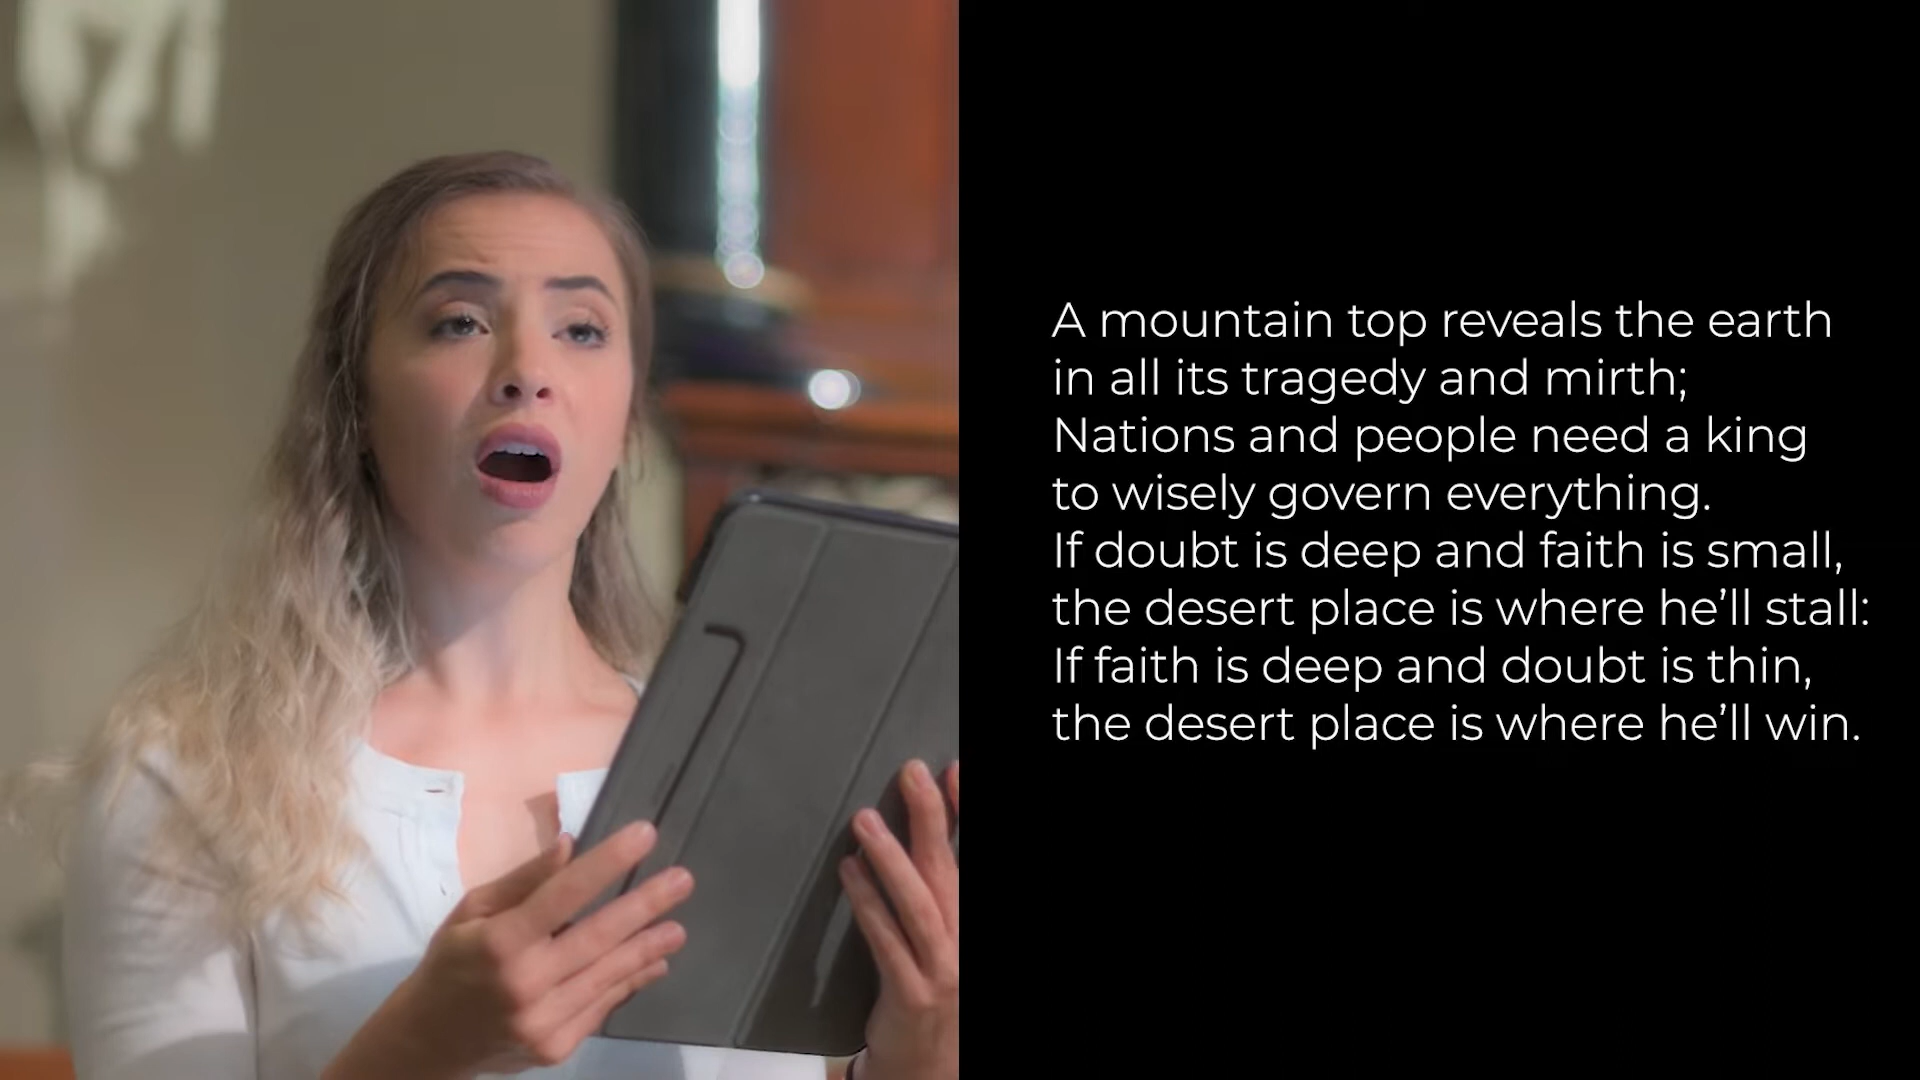 A mountain top reveals the earth
in all its tragedy and mirth;
Nations and people need a king
to wisely govern everything.
If doubt is deep and faith is small,
the desert place is where he’ll stall:
If faith is deep and doubt is thin,
the desert place is where he’ll win.